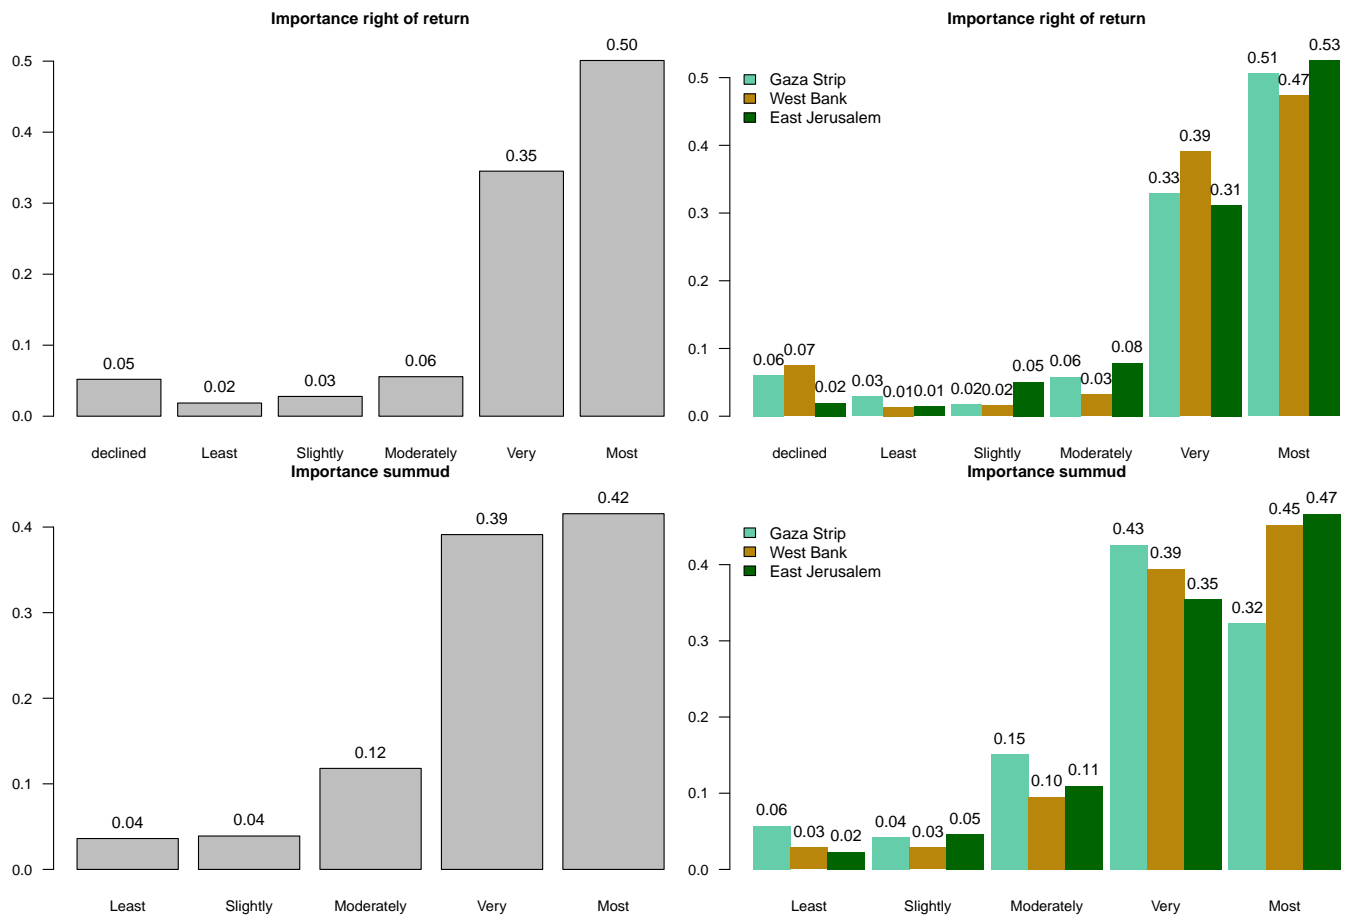 Importance right of return
0.50
0.5
0.4
0.35
0.3
0.2
0.1
0.05
0.02
0.03
0.06
0.0
declined Least Slightly Moderately Very Most
Importance right of return
Gaza Strip
West Bank
East Jerusalem
0.5
0.4
0.3
0.2
0.1
0.0
0.06 0.07 0.02
0.03 0.01 0.01
0.02 0.02 0.05
0.06 0.03 0.08
0.33 0.39 0.31
0.51 0.47 0.53
declined Least Slightly Moderately Very Most
Importance summud
0.4
0.3
0.2
0.1
0.0
0.04 0.04 0.12 0.39 0.42
Least Slightly Moderately Very Most
Importance summud
Gaza Strip
West Bank
East Jerusalem
0.4
0.3
0.2
0.1
0.0
0.06 0.03 0.02
0.04 0.03 0.05
0.15 0.10 0.11
0.43 0.39 0.35
0.32 0.45 0.47
Least Slightly Moderately Very Most